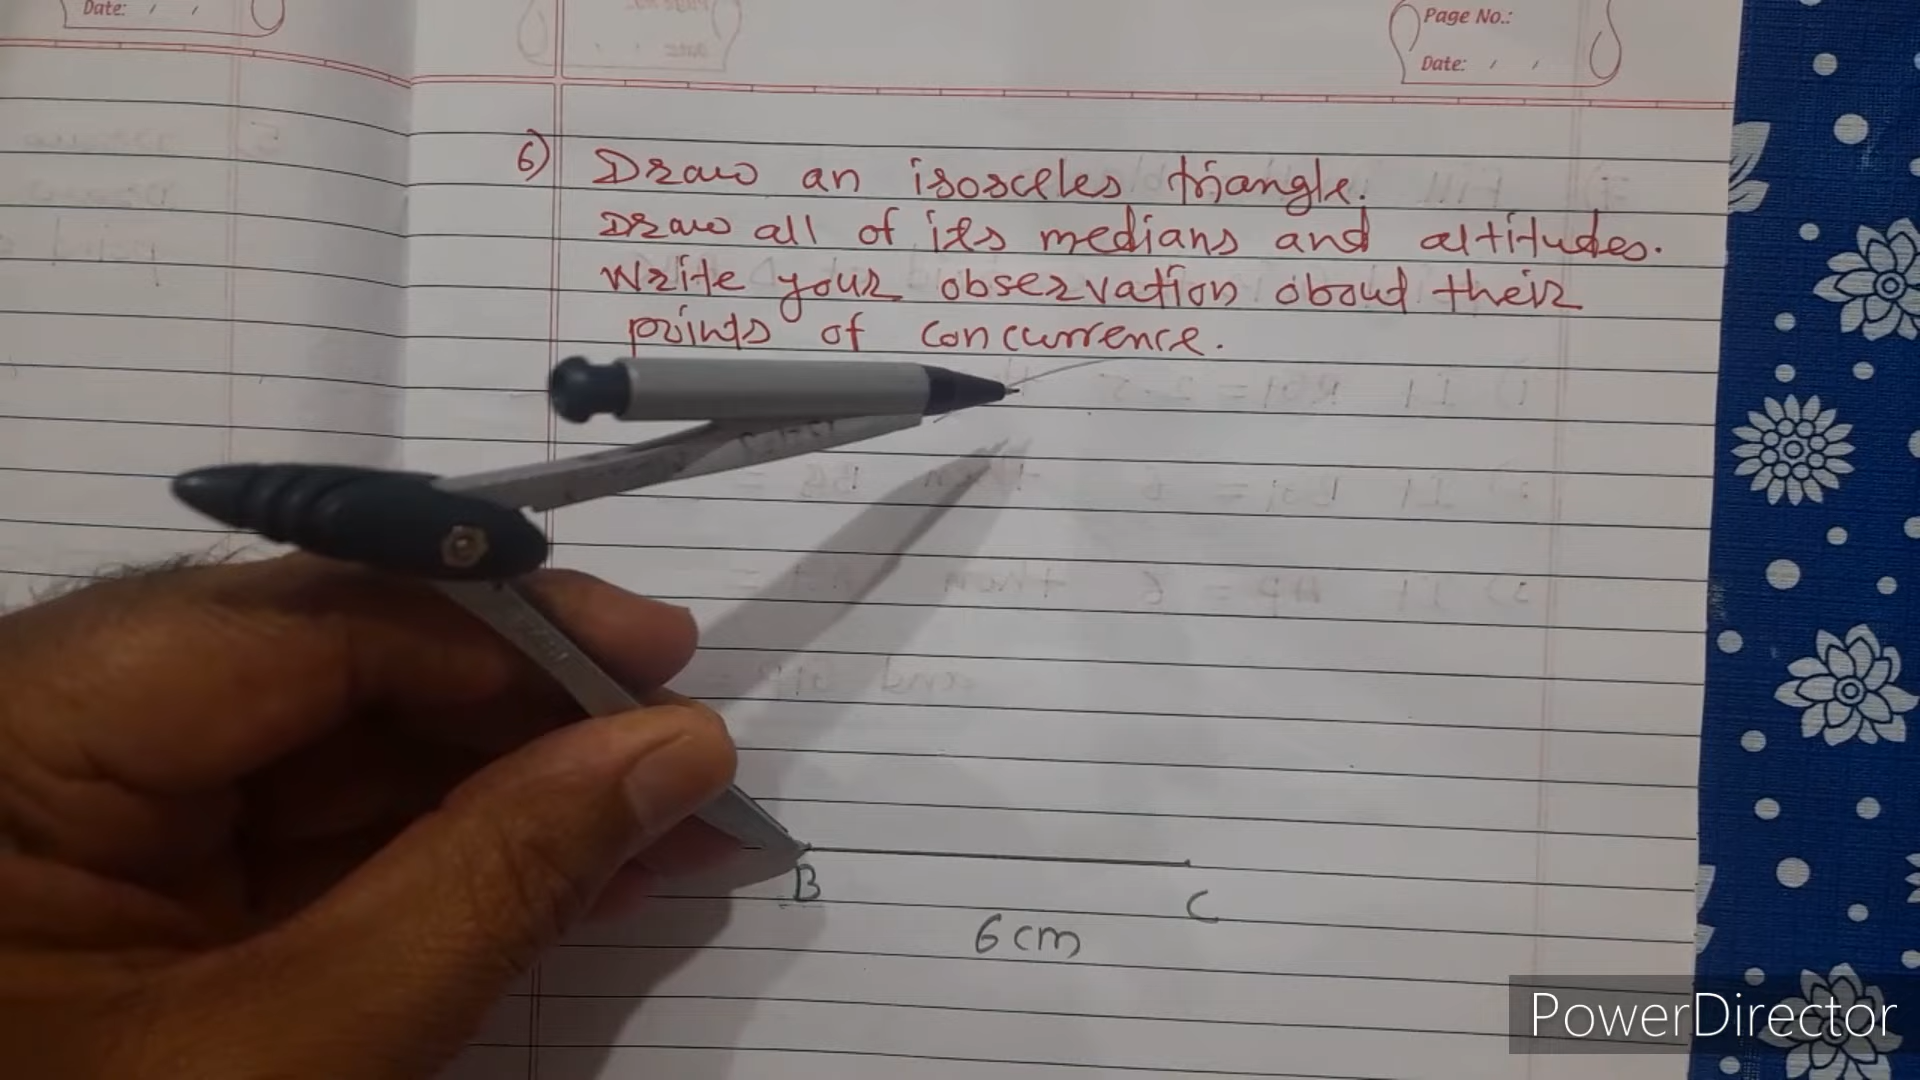 Date: / /
Page No.:
Date: / /
6) Draw an isosceles triangle.
Draw all of its medians and altitudes.
Write your observation about their
points of concurrence.
B
C
6 cm
PowerDirector